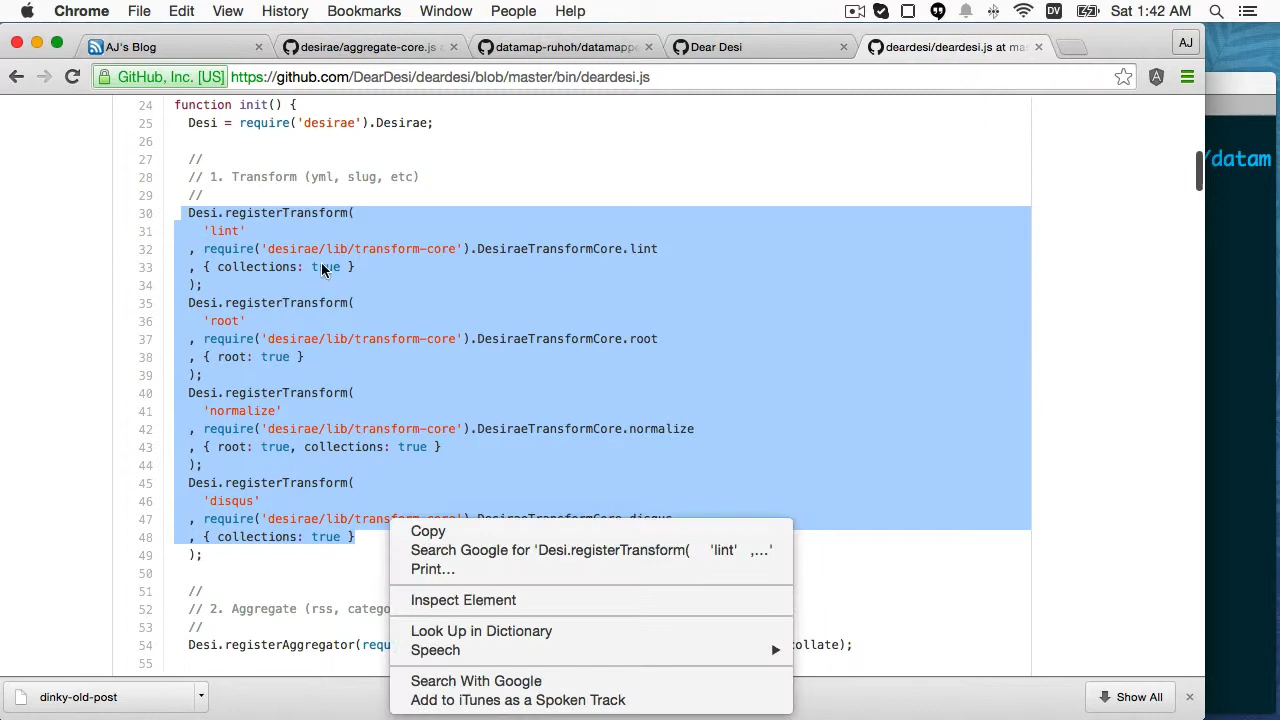 Chrome File Edit View History Bookmarks Window People Help DV Sat 1:42 AM
AJ's Blog × desirae/aggregate-core.js × × Dear Desi × deardesi/deardesi.js at mas × AJ
GitHub, Inc. [US] https://github.com/DearDesi/deardesi/blob/master/bin/deardesi.js
24 function init() {
25 Desi = require('desirae').Desirae;
26
27 //
28 // 1. Transform (yml, slug, etc)
29 //
/datam
30 Desi.registerTransform(
31 'lint'
32 , require('desirae/lib/transform-core').DesiraeTransformCore.lint
33 , { collections: true }
34 );
35 Desi.registerTransform(
36 'root'
37 , require('desirae/lib/transform-core').DesiraeTransformCore.root
38 , { root: true }
39 );
40 Desi.registerTransform(
41 'normalize'
42 , require('desirae/lib/transform-core').DesiraeTransformCore.normalize
43 , { root: true, collections: true }
44 );
45 Desi.registerTransform(
46 'disqus'
47 , require('desirae/lib/transform-core').DesiraeTransformCore.disqus
48 , { collections: true }
49 );
50
51 //
52 // 2. Aggregate (rss, catego
53 //
54 Desi.registerAggregator(requ ollate);
55
Copy
Search Google for 'Desi.registerTransform( 'lint' ,...'
Print...
Inspect Element
Look Up in Dictionary
Speech
Search With Google
Add to iTunes as a Spoken Track
dinky-old-post Show All ×